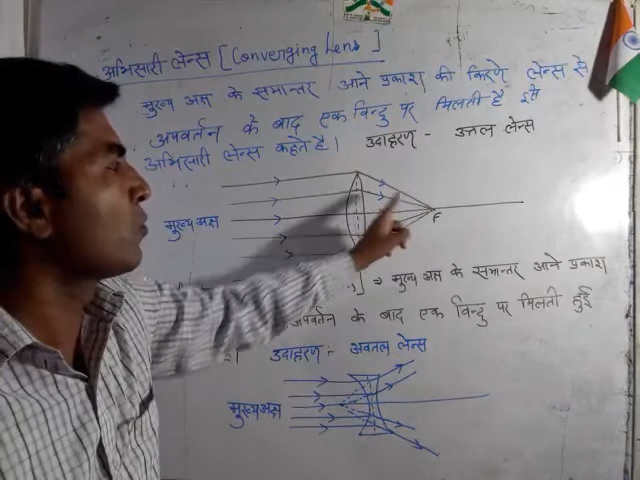 अभिसारी लेन्स [Converging Lens]
मुख्य अक्ष के समान्तर आने प्रकाश की किरणे लेन्स से
अपवर्तन के बाद एक बिन्दु पर मिलती है इसे
अभिसारी लेन्स कहते है। उदाहरण - उत्तल लेन्स
मुख्य अक्ष
F
⇒ मुख्य अक्ष के समान्तर आने प्रकाश
अपवर्तन के बाद एक बिन्दु पर मिलती हुई
उदाहरण :- अवतल लेन्स
मुख्य अक्ष